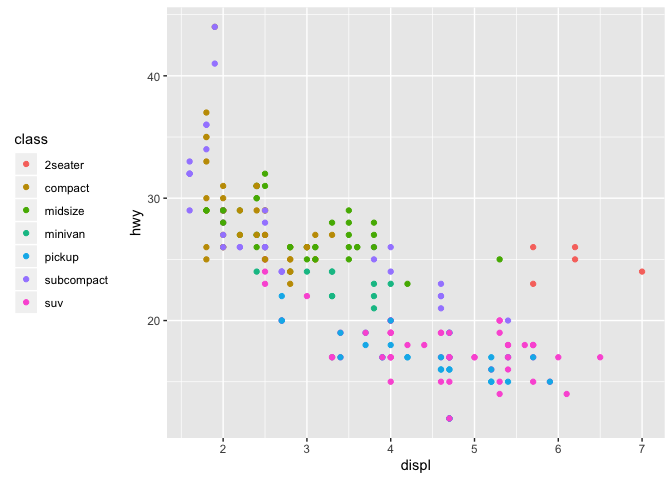 class
2seater
compact
midsize
minivan
pickup
subcompact
suv
hwy
40
30
20
2 3 4 5 6 7
displ